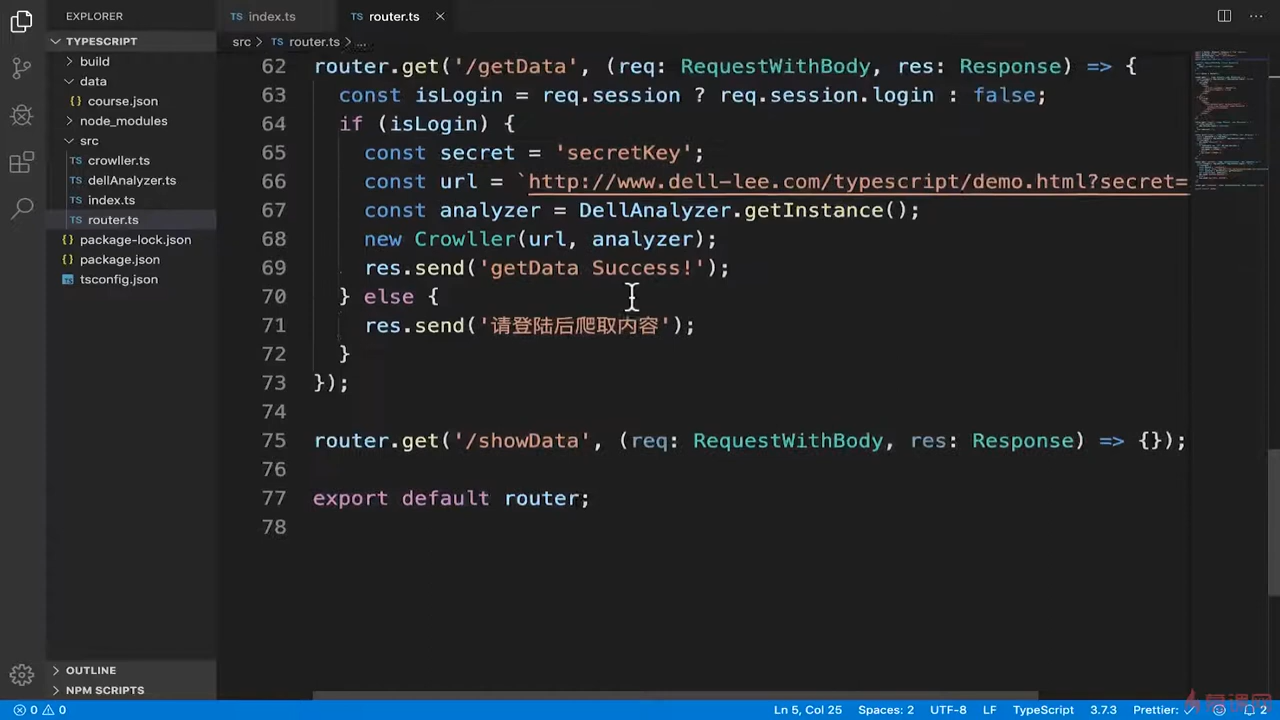 EXPLORER
TS index.ts
TS router.ts ×
TYPESCRIPT
src > TS router.ts > ...
build
data
course.json
node_modules
src
crowller.ts
dellAnalyzer.ts
index.ts
router.ts
{} package-lock.json
{} package.json
TS tsconfig.json
62 router.get('/getData', (req: RequestWithBody, res: Response) => {
63 const isLogin = req.session ? req.session.login : false;
64 if (isLogin) {
65 const secret = 'secretKey';
66 const url = `http://www.dell-lee.com/typescript/demo.html?secret=
67 const analyzer = DellAnalyzer.getInstance();
68 new Crowller(url, analyzer);
69 res.send('getData Success!');
70 } else {
71 res.send('请登陆后爬取内容');
72 }
73 });
74
75 router.get('/showData', (req: RequestWithBody, res: Response) => {});
76
77 export default router;
78
OUTLINE
NPM SCRIPTS
0 0
Ln 5, Col 25 Spaces: 2 UTF-8 LF TypeScript 3.7.3 Prettier: ✓ 2
慕课网